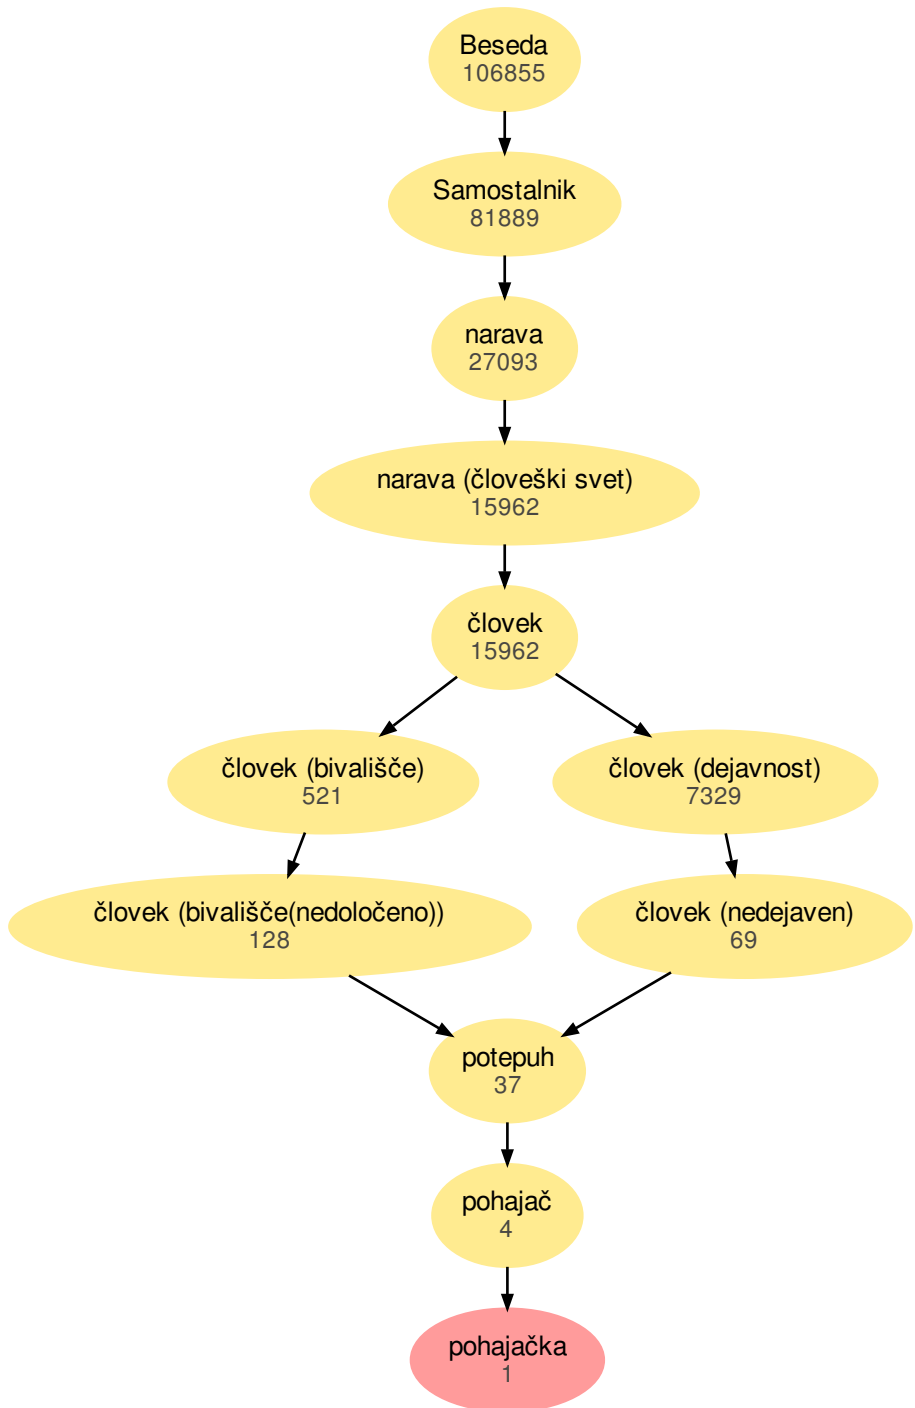 Beseda
106855
Samostalnik
81889
narava
27093
narava (človeški svet)
15962
človek
15962
človek (bivališče)
521
človek (dejavnost)
7329
človek (bivališče(nedoločeno))
128
človek (nedejaven)
69
potepuh
37
pohajač
4
pohajačka
1